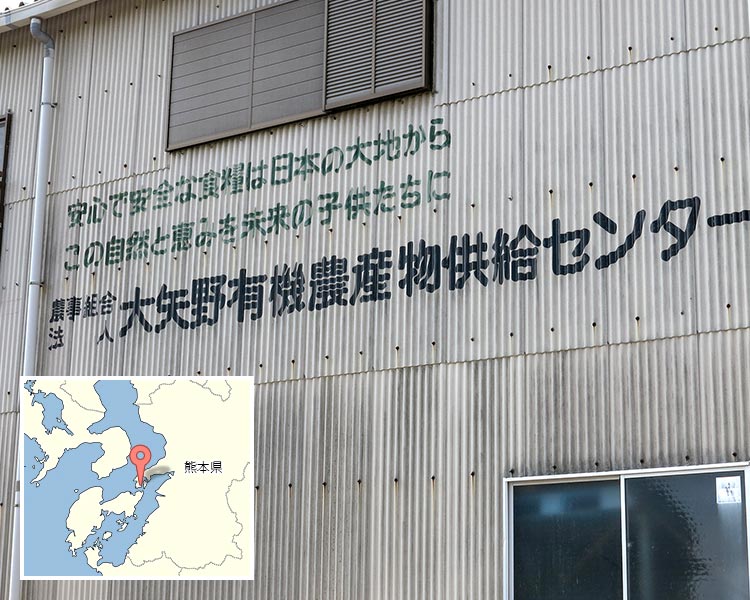 安心で安全な食糧は日本の大地から
この自然と恵みを未来の子供たちに
農事組合法人 大矢野有機農産物供給センター
熊本県